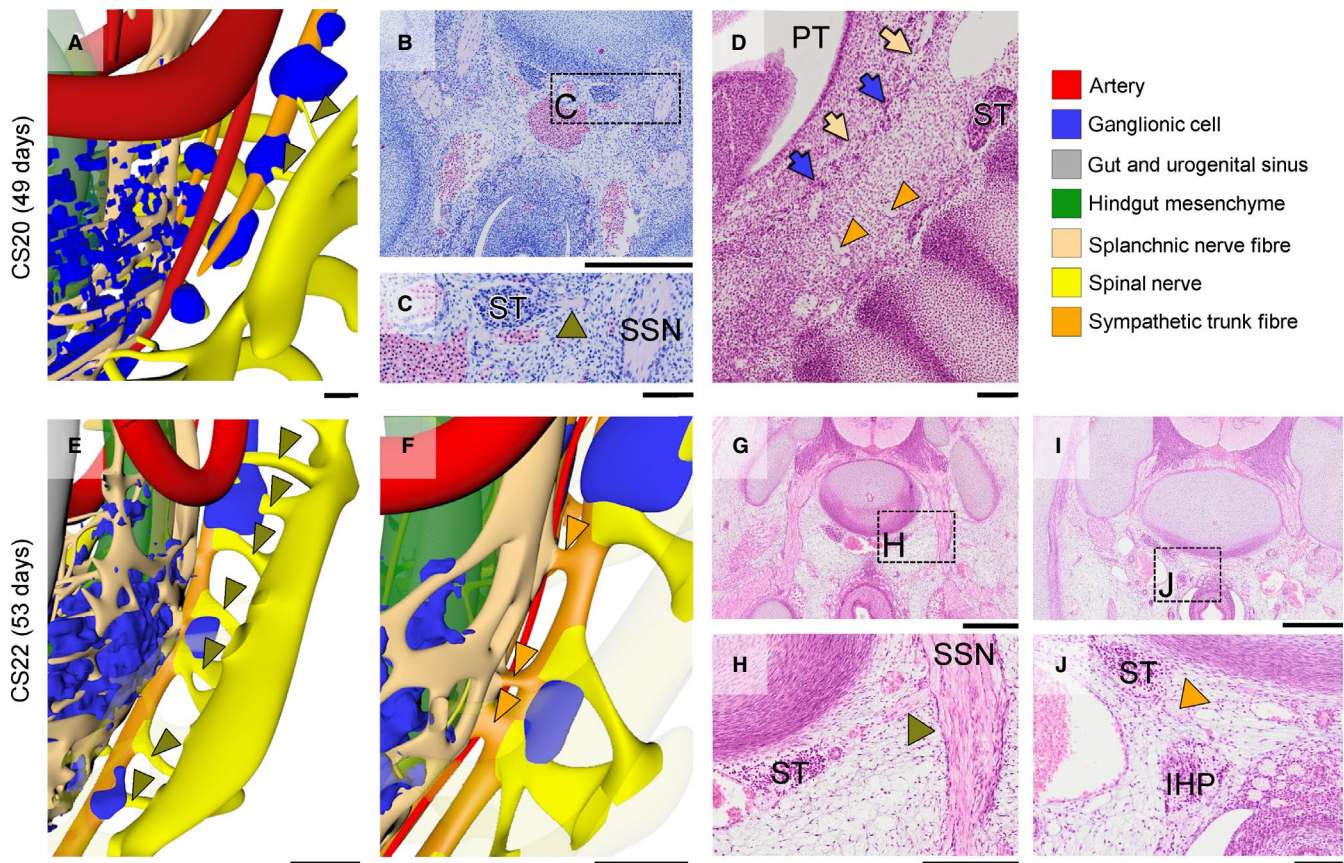 CS20 (49 days)
A
B
C
C
ST
SSN
D
PT
ST
Artery
Ganglionic cell
Gut and urogenital sinus
Hindgut mesenchyme
Splanchnic nerve fibre
Spinal nerve
Sympathetic trunk fibre
CS22 (53 days)
E
F
G
H
H
SSN
ST
I
J
J
ST
IHP